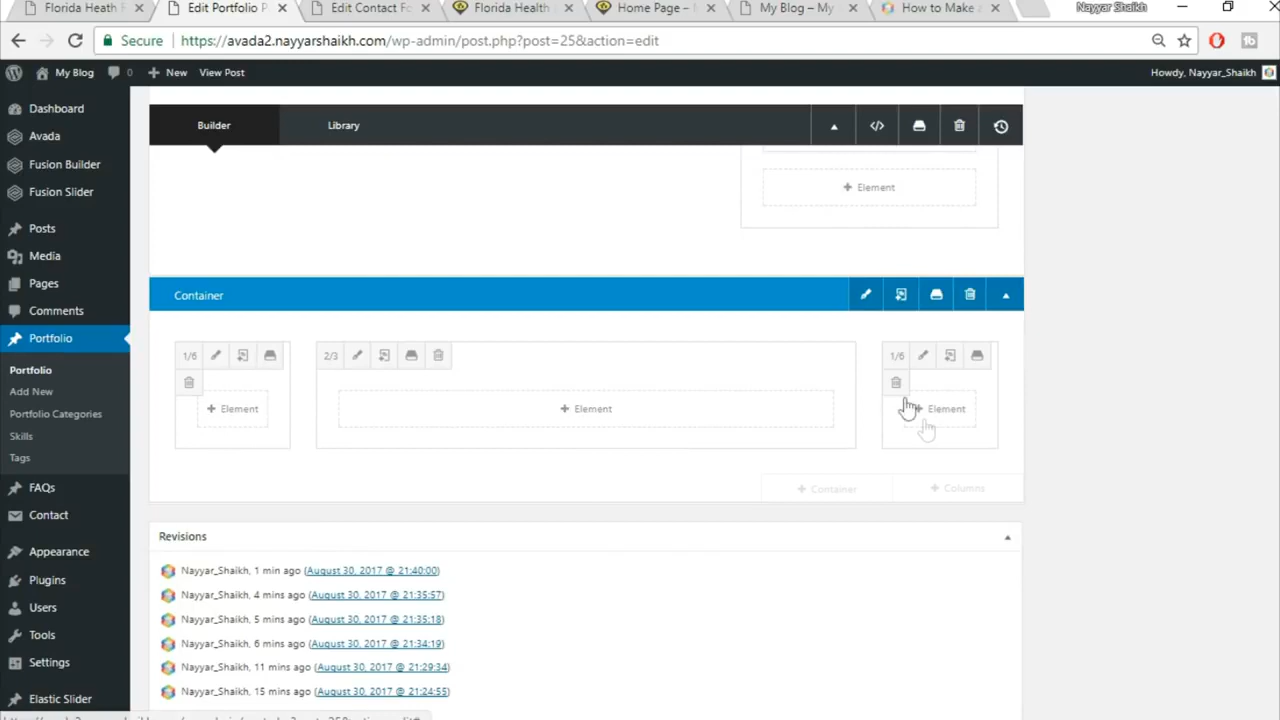 Florida Heath F
Edit Portfolio P
Edit Contact Fo
Florida Health
Home Page –
My Blog – My
How to Make a
Nayyar Shaikh
Secure
https://avada2.nayyarshaikh.com/wp-admin/post.php?post=25&action=edit
My Blog
0
New
View Post
Howdy, Nayyar_Shaikh
Dashboard
Avada
Fusion Builder
Fusion Slider
Posts
Media
Pages
Comments
Portfolio
Portfolio
Add New
Portfolio Categories
Skills
Tags
FAQs
Contact
Appearance
Plugins
Users
Tools
Settings
Elastic Slider
Builder
Library
+ Element
Container
1/6
2/3
1/6
+ Element
+ Element
+ Element
+ Container
+ Columns
Revisions
Nayyar_Shaikh, 1 min ago (August 30, 2017 @ 21:40:00)
Nayyar_Shaikh, 4 mins ago (August 30, 2017 @ 21:35:57)
Nayyar_Shaikh, 5 mins ago (August 30, 2017 @ 21:35:18)
Nayyar_Shaikh, 6 mins ago (August 30, 2017 @ 21:34:19)
Nayyar_Shaikh, 11 mins ago (August 30, 2017 @ 21:29:34)
Nayyar_Shaikh, 15 mins ago (August 30, 2017 @ 21:24:55)